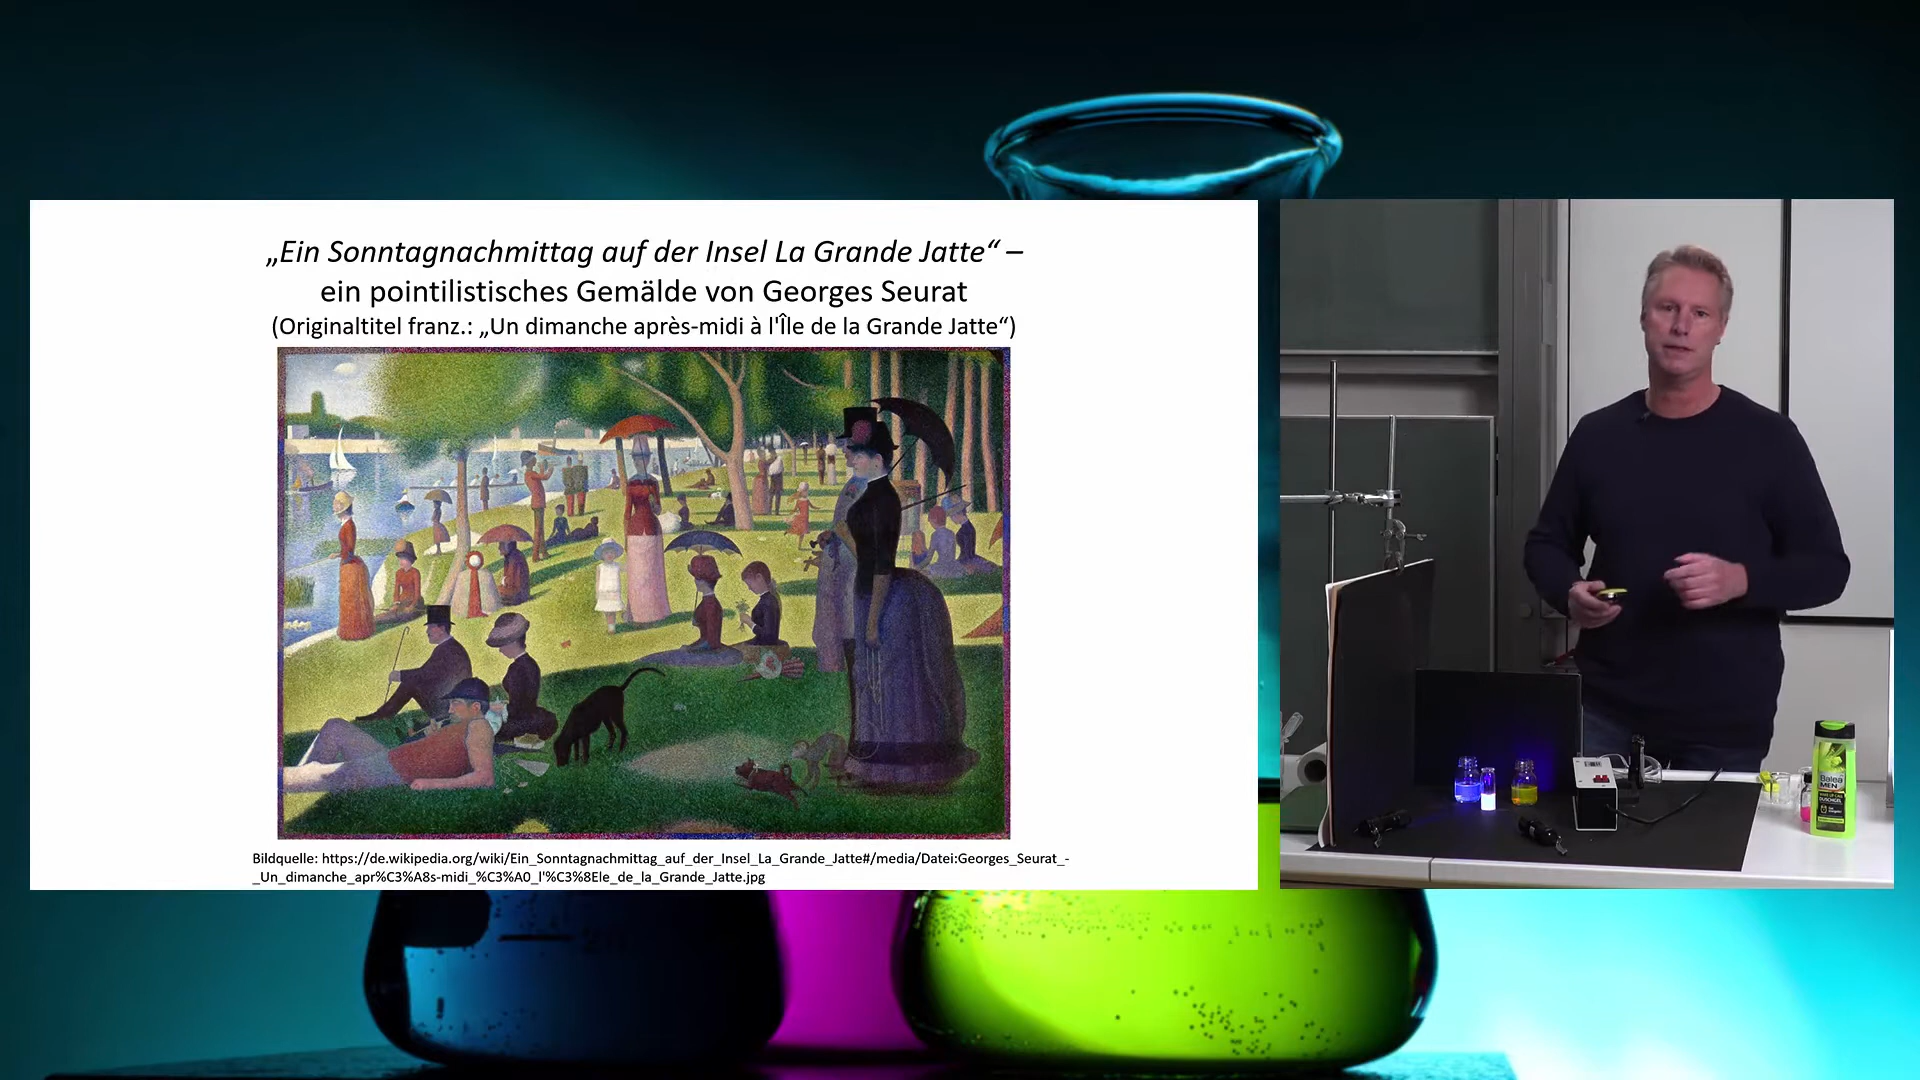 „Ein Sonntagnachmittag auf der Insel La Grande Jatte“ –
ein pointilistisches Gemälde von Georges Seurat
(Originaltitel franz.: „Un dimanche après-midi à l'Île de la Grande Jatte“)
Bildquelle: https://de.wikipedia.org/wiki/Ein_Sonntagnachmittag_auf_der_Insel_La_Grande_Jatte#/media/Datei:Georges_Seurat_-
_Un_dimanche_apr%C3%A8s-midi_%C3%A0_l'%C3%8Ele_de_la_Grande_Jatte.jpg
Balea
MEN